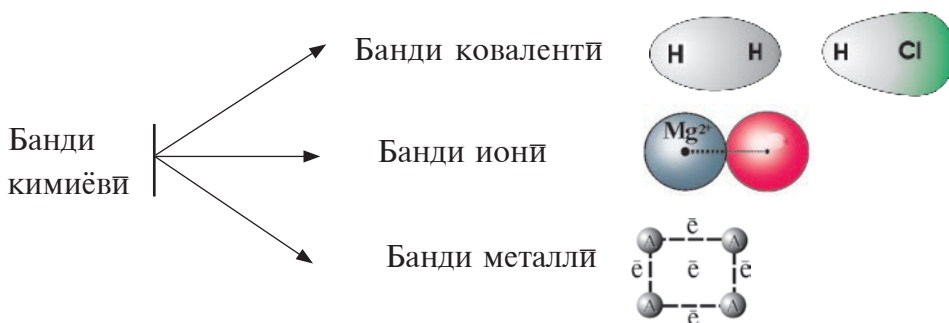 Банди ковалентӣ
H H
H Cl
Банди
кимиёвӣ
Банди ионӣ
Mg²⁺
Банди металлӣ
ē
A A
ē ē ē
A A
ē